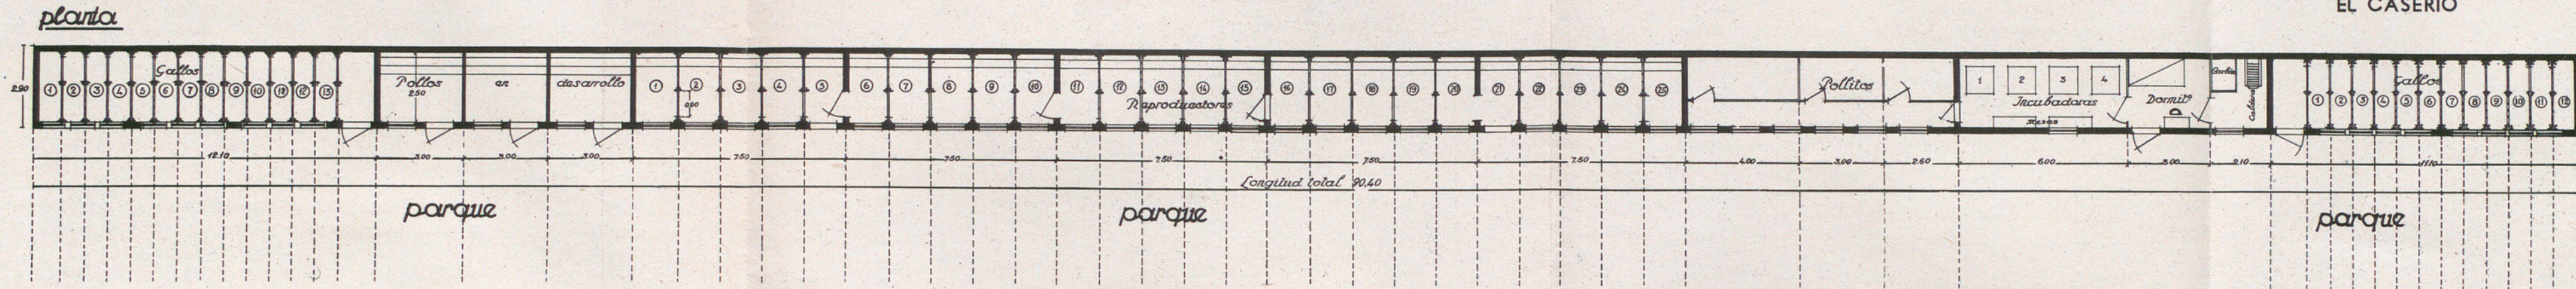 planta
EL CASERIO
Gallos
1 2 3 4 5 6 7 8 9 10 11 12 13
Pollos en desarrollo
2.50
1 2 3 4 5 6 7 8 9 10 11 12 13 14 15 16 17 18 19 20 21 22 23 24 25
0.90
Reproductores
Pollitos
1 2 3 4
Incubadoras
mesa
Dormitº
Carbón
Caldera
Gallos
1 2 3 4 5 6 7 8 9 10 11 12
2.90
12.10 3.00 3.00 3.00 7.50 7.50 7.50 7.50 7.50 4.00 3.00 2.60 6.00 3.00 2.10 11.10
Longitud total 90.40
parque parque parque